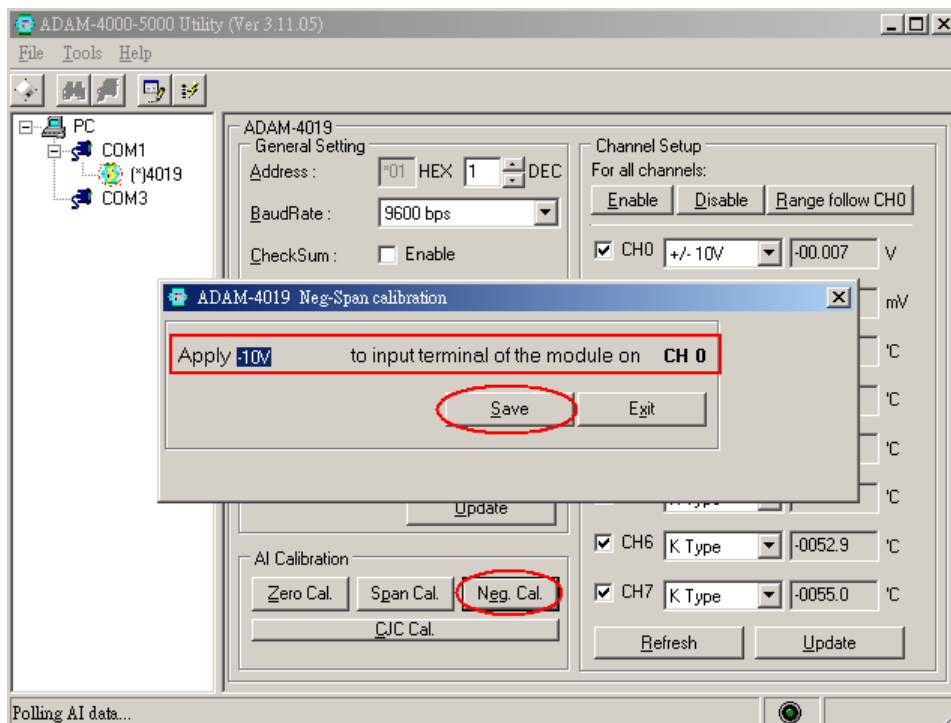 ADAM-4000-5000 Utility (Ver 3.11.05)
File Tools Help
PC
COM1
(*)4019
COM3
ADAM-4019
General Setting
Address : *01 HEX 1 DEC
BaudRate : 9600 bps
CheckSum : Enable
Channel Setup
For all channels:
Enable Disable Range follow CH0
CH0 +/- 10V -00.007 V
mV
'C
'C
'C
'C
ADAM-4019 Neg-Span calibration
Apply -10V to input terminal of the module on CH 0
Save Exit
Update
CH6 K Type -0052.9 'C
CH7 K Type -0055.0 'C
Refresh Update
AI Calibration
Zero Cal. Span Cal. Neg. Cal.
CJC Cal.
Polling AI data...